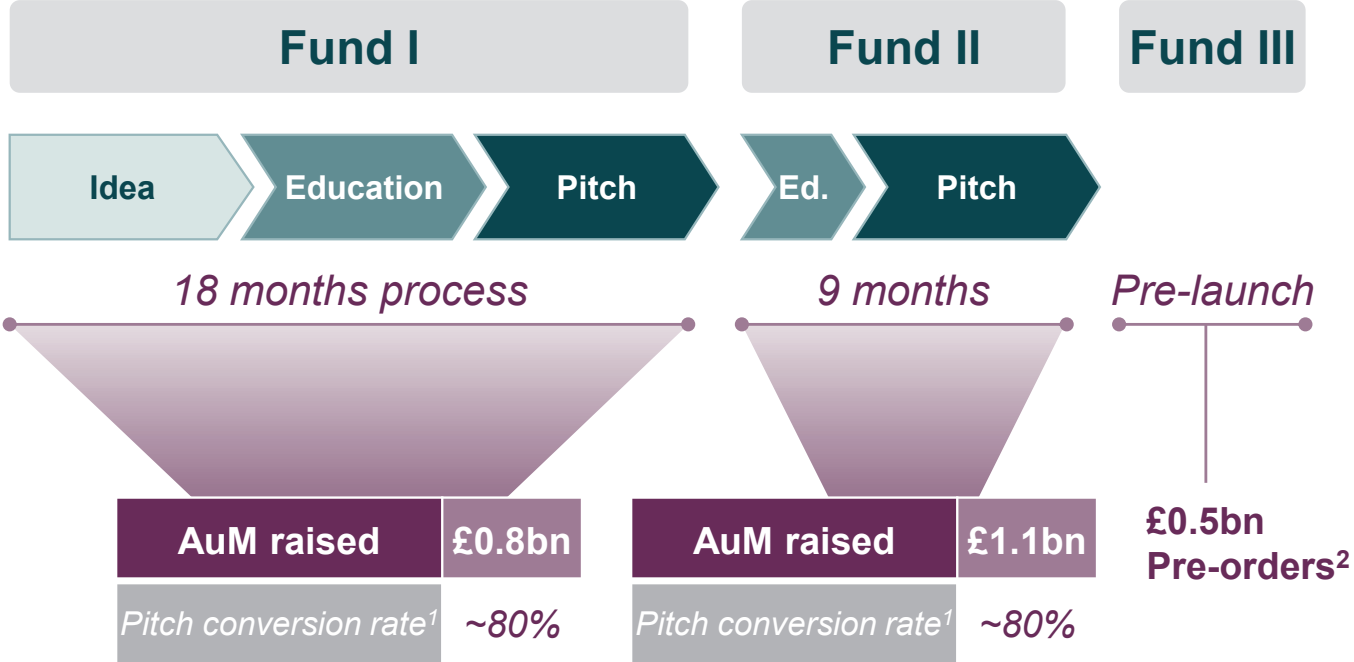 Fund I
Fund II
Fund III
Idea
Education
Pitch
Ed.
Pitch
18 months process
9 months
Pre-launch
AuM raised
£0.8bn
AuM raised
£1.1bn
£0.5bn
Pre-orders²
Pitch conversion rate¹
~80%
Pitch conversion rate¹
~80%